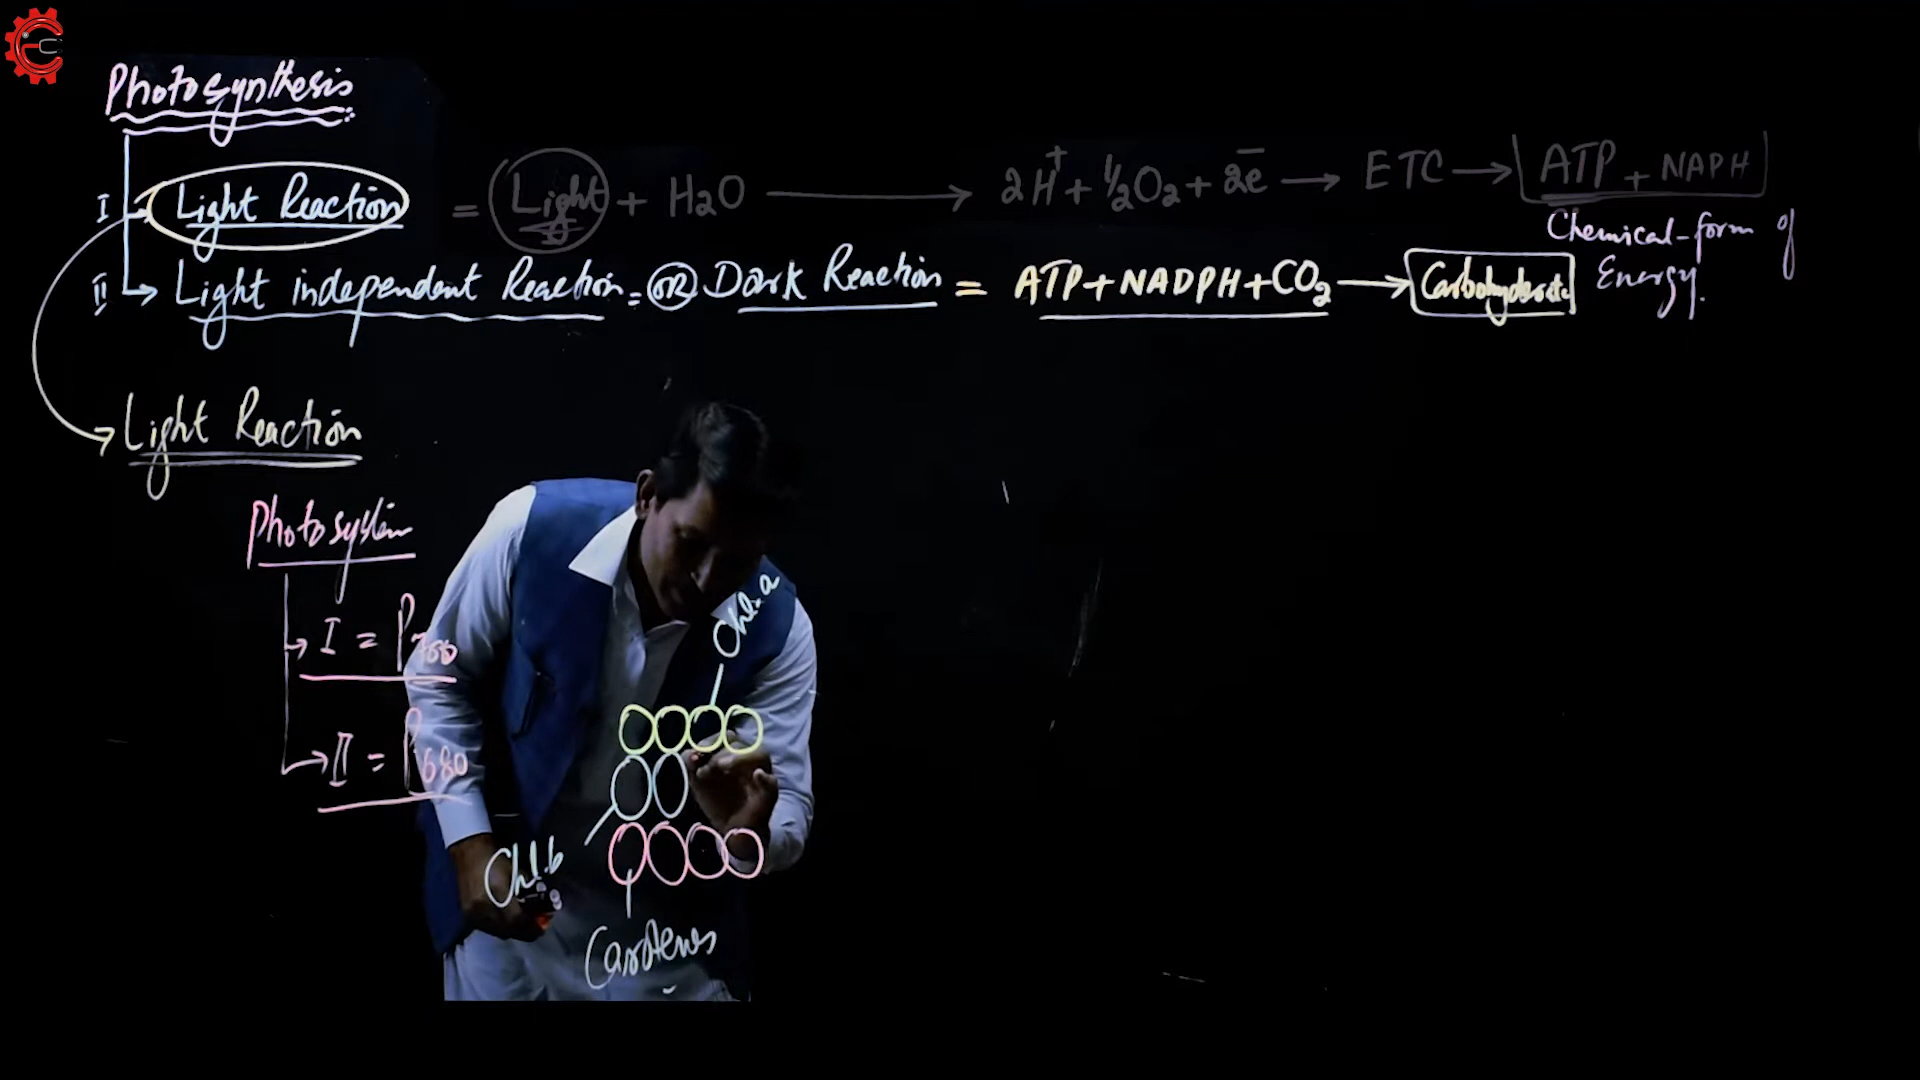 Photosynthesis
I Light Reaction = Light + H2O → 2H⁺ + ½O₂ + 2e⁻ → ETC → ATP + NAPH
Chemical form of
Energy.
II Light independent Reaction = OR Dark Reaction = ATP+NADPH+CO₂ → Carbohyderate
Light Reaction
Photosystem
I = P700
II = P680
Chl.a
Chl.b
Carotenes